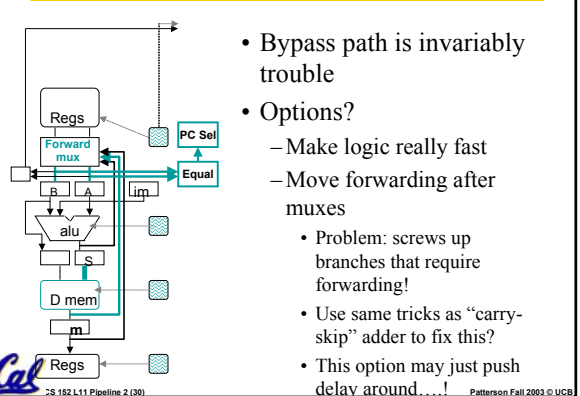 • Bypass path is invariably
trouble
• Options?
–Make logic really fast
–Move forwarding after
muxes
• Problem: screws up
branches that require
forwarding!
• Use same tricks as “carry-
skip” adder to fix this?
• This option may just push
delay around….!
Regs
Forward
mux
PC Sel
Equal
B
A
im
alu
S
D mem
m
Regs
Cal
CS 152 L11 Pipeline 2 (30)
Patterson Fall 2003 © UCB